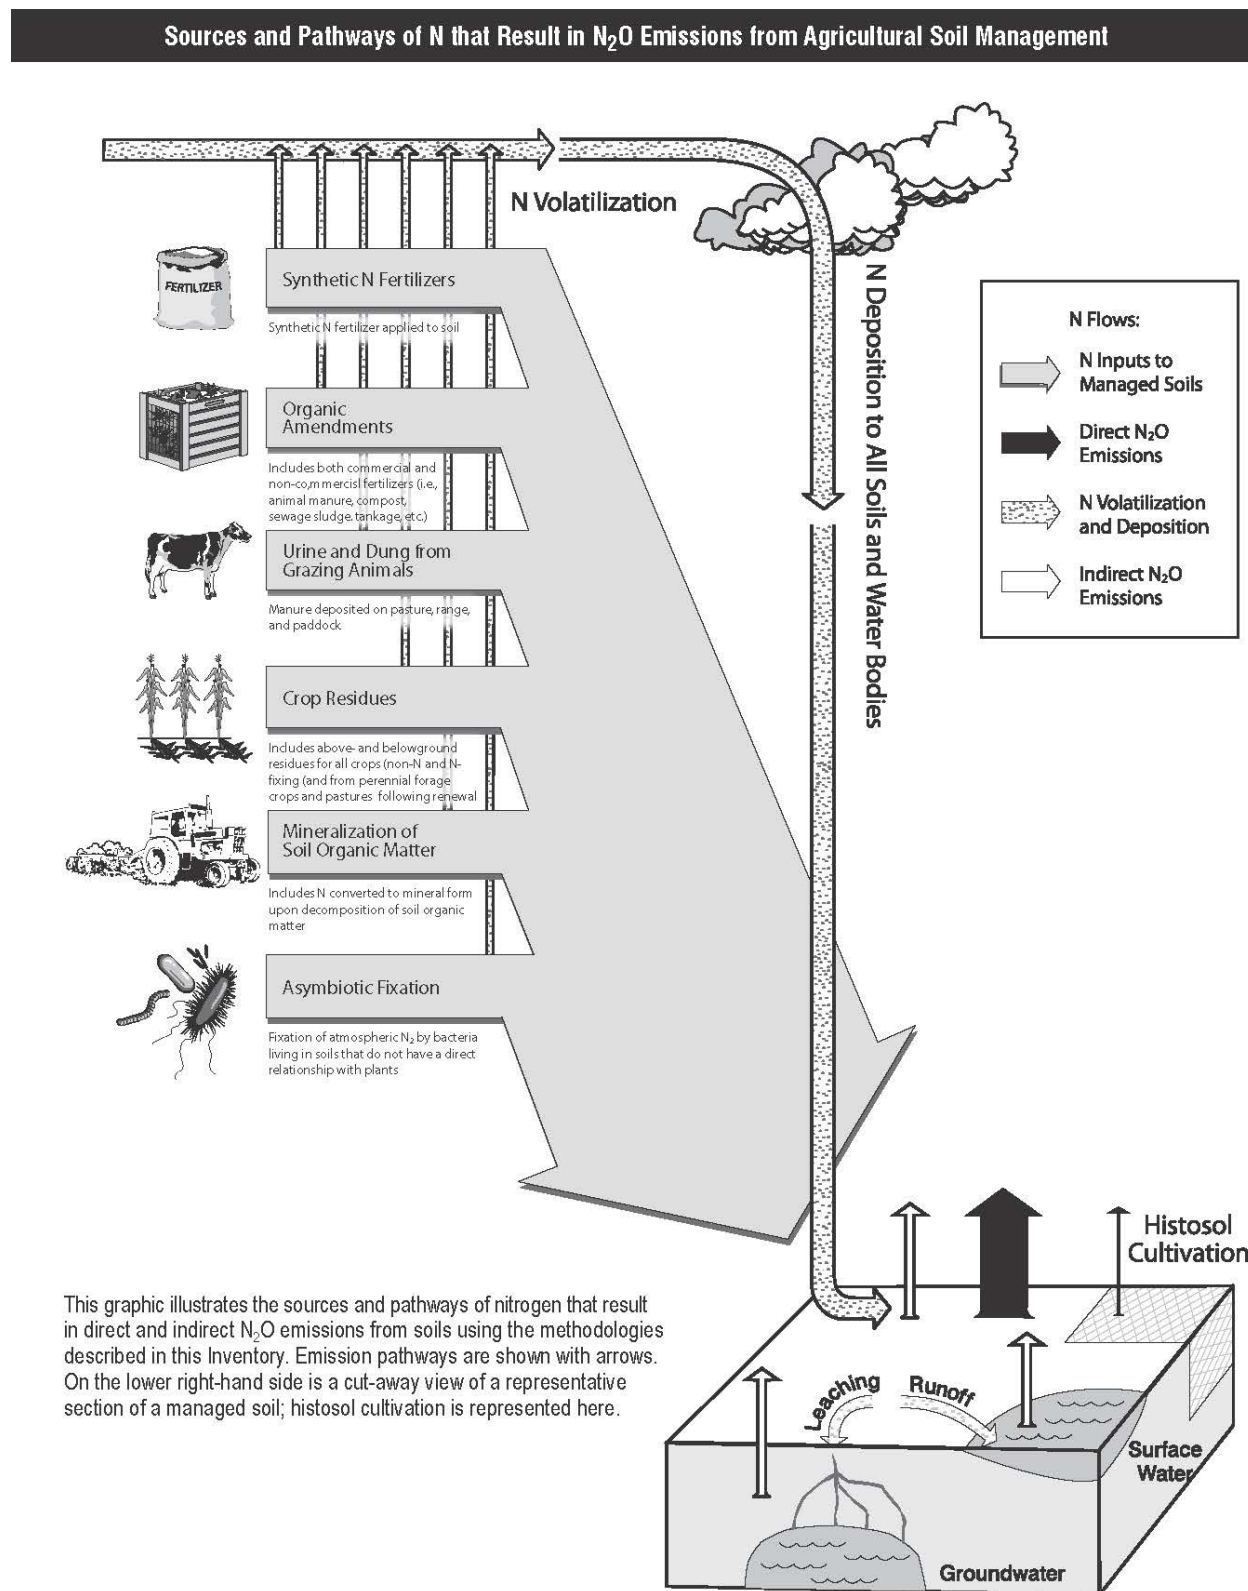 Sources and Pathways of N that Result in N₂O Emissions from Agricultural Soil Management
N Volatilization
FERTILIZER
Synthetic N Fertilizers
Synthetic N fertilizer applied to soil
Organic
Amendments
Includes both commercial and
non-co,mmercisl fertilizers (i.e.,
animal manure, compost,
sewage sludge. tankage, etc.)
Urine and Dung from
Grazing Animals
Manure deposited on pasture, range,
and paddock
Crop Residues
Includes above- and belowground
residues for all crops (non-N and N-
fixing (and from perennial forage
crops and pastures following renewal
Mineralization of
Soil Organic Matter
Includes N converted to mineral form
upon decomposition of soil organic
matter
Asymbiotic Fixation
Fixation of atmospheric N₂ by bacteria
living in soils that do not have a direct
relationship with plants
N Deposition to All Soils and Water Bodies
N Flows:
N Inputs to
Managed Soils
Direct N₂O
Emissions
N Volatilization
and Deposition
Indirect N₂O
Emissions
This graphic illustrates the sources and pathways of nitrogen that result
in direct and indirect N₂O emissions from soils using the methodologies
described in this Inventory. Emission pathways are shown with arrows.
On the lower right-hand side is a cut-away view of a representative
section of a managed soil; histosol cultivation is represented here.
Histosol
Cultivation
Leaching
Runoff
Surface
Water
Groundwater